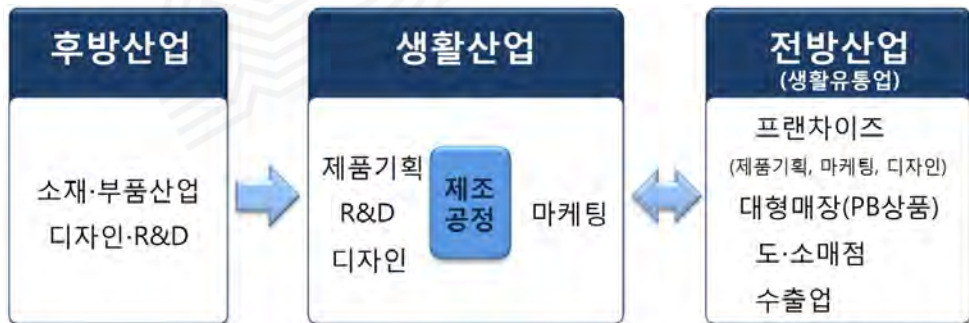 후방산업
소재·부품산업
디자인·R&D
생활산업
제품기획
R&D
디자인
제조
공정
마케팅
전방산업
(생활유통업)
프랜차이즈
(제품기획, 마케팅, 디자인)
대형매장(PB상품)
도·소매점
수출업